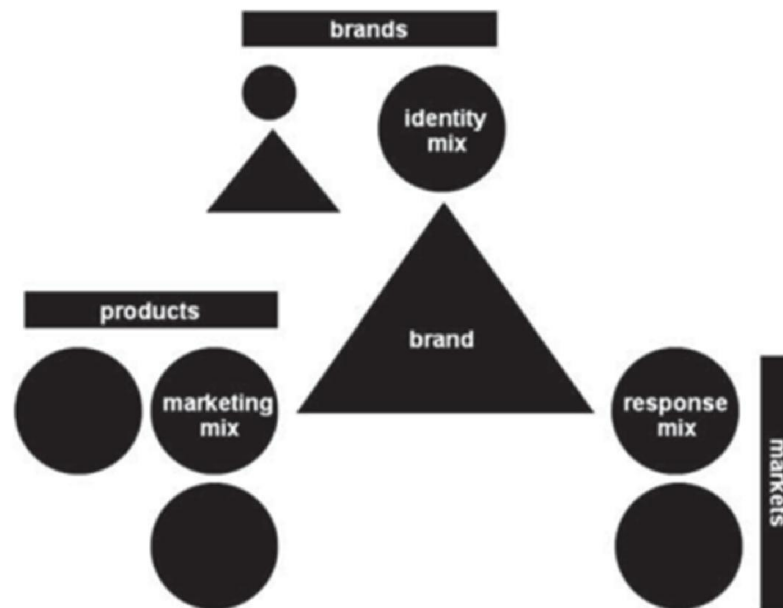 brands
identity
mix
products
brand
marketing
mix
response
mix
markets